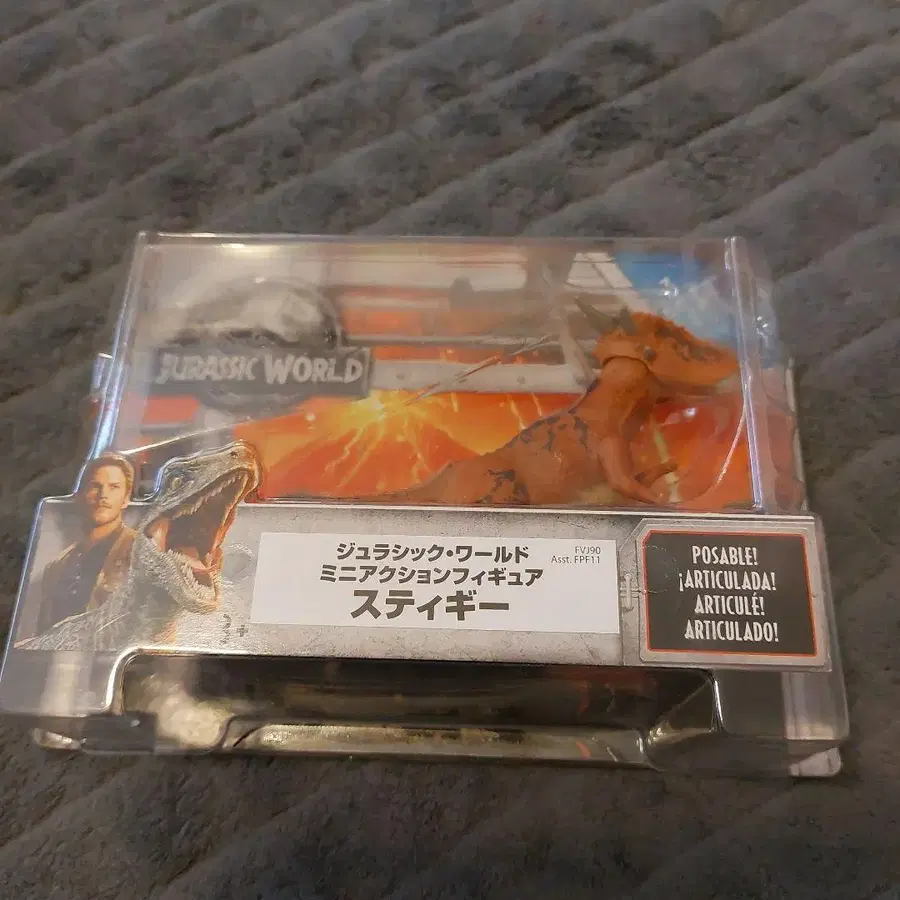 JURASSIC WORLD
ジュラシック・ワールド
ミニアクションフィギュア
スティギー
FVJ90
Asst. FPF11
POSABLE!
¡ARTICULADA!
ARTICULÉ!
ARTICULADO!